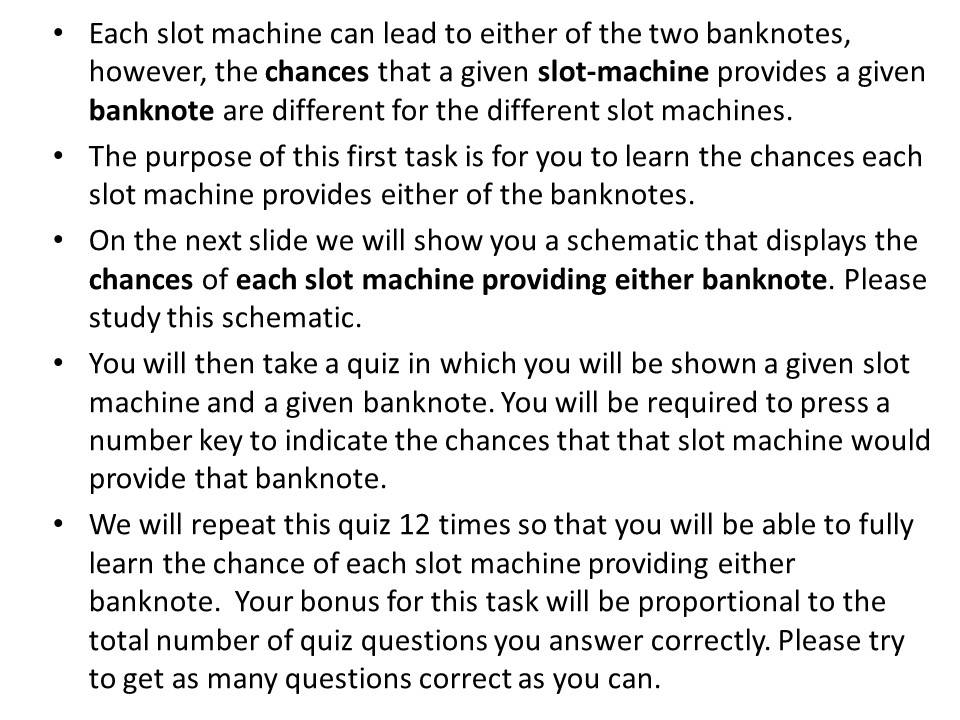 • Each slot machine can lead to either of the two banknotes,
however, the chances that a given slot-machine provides a given
banknote are different for the different slot machines.
• The purpose of this first task is for you to learn the chances each
slot machine provides either of the banknotes.
• On the next slide we will show you a schematic that displays the
chances of each slot machine providing either banknote. Please
study this schematic.
• You will then take a quiz in which you will be shown a given slot
machine and a given banknote. You will be required to press a
number key to indicate the chances that that slot machine would
provide that banknote.
• We will repeat this quiz 12 times so that you will be able to fully
learn the chance of each slot machine providing either
banknote.  Your bonus for this task will be proportional to the
total number of quiz questions you answer correctly. Please try
to get as many questions correct as you can.